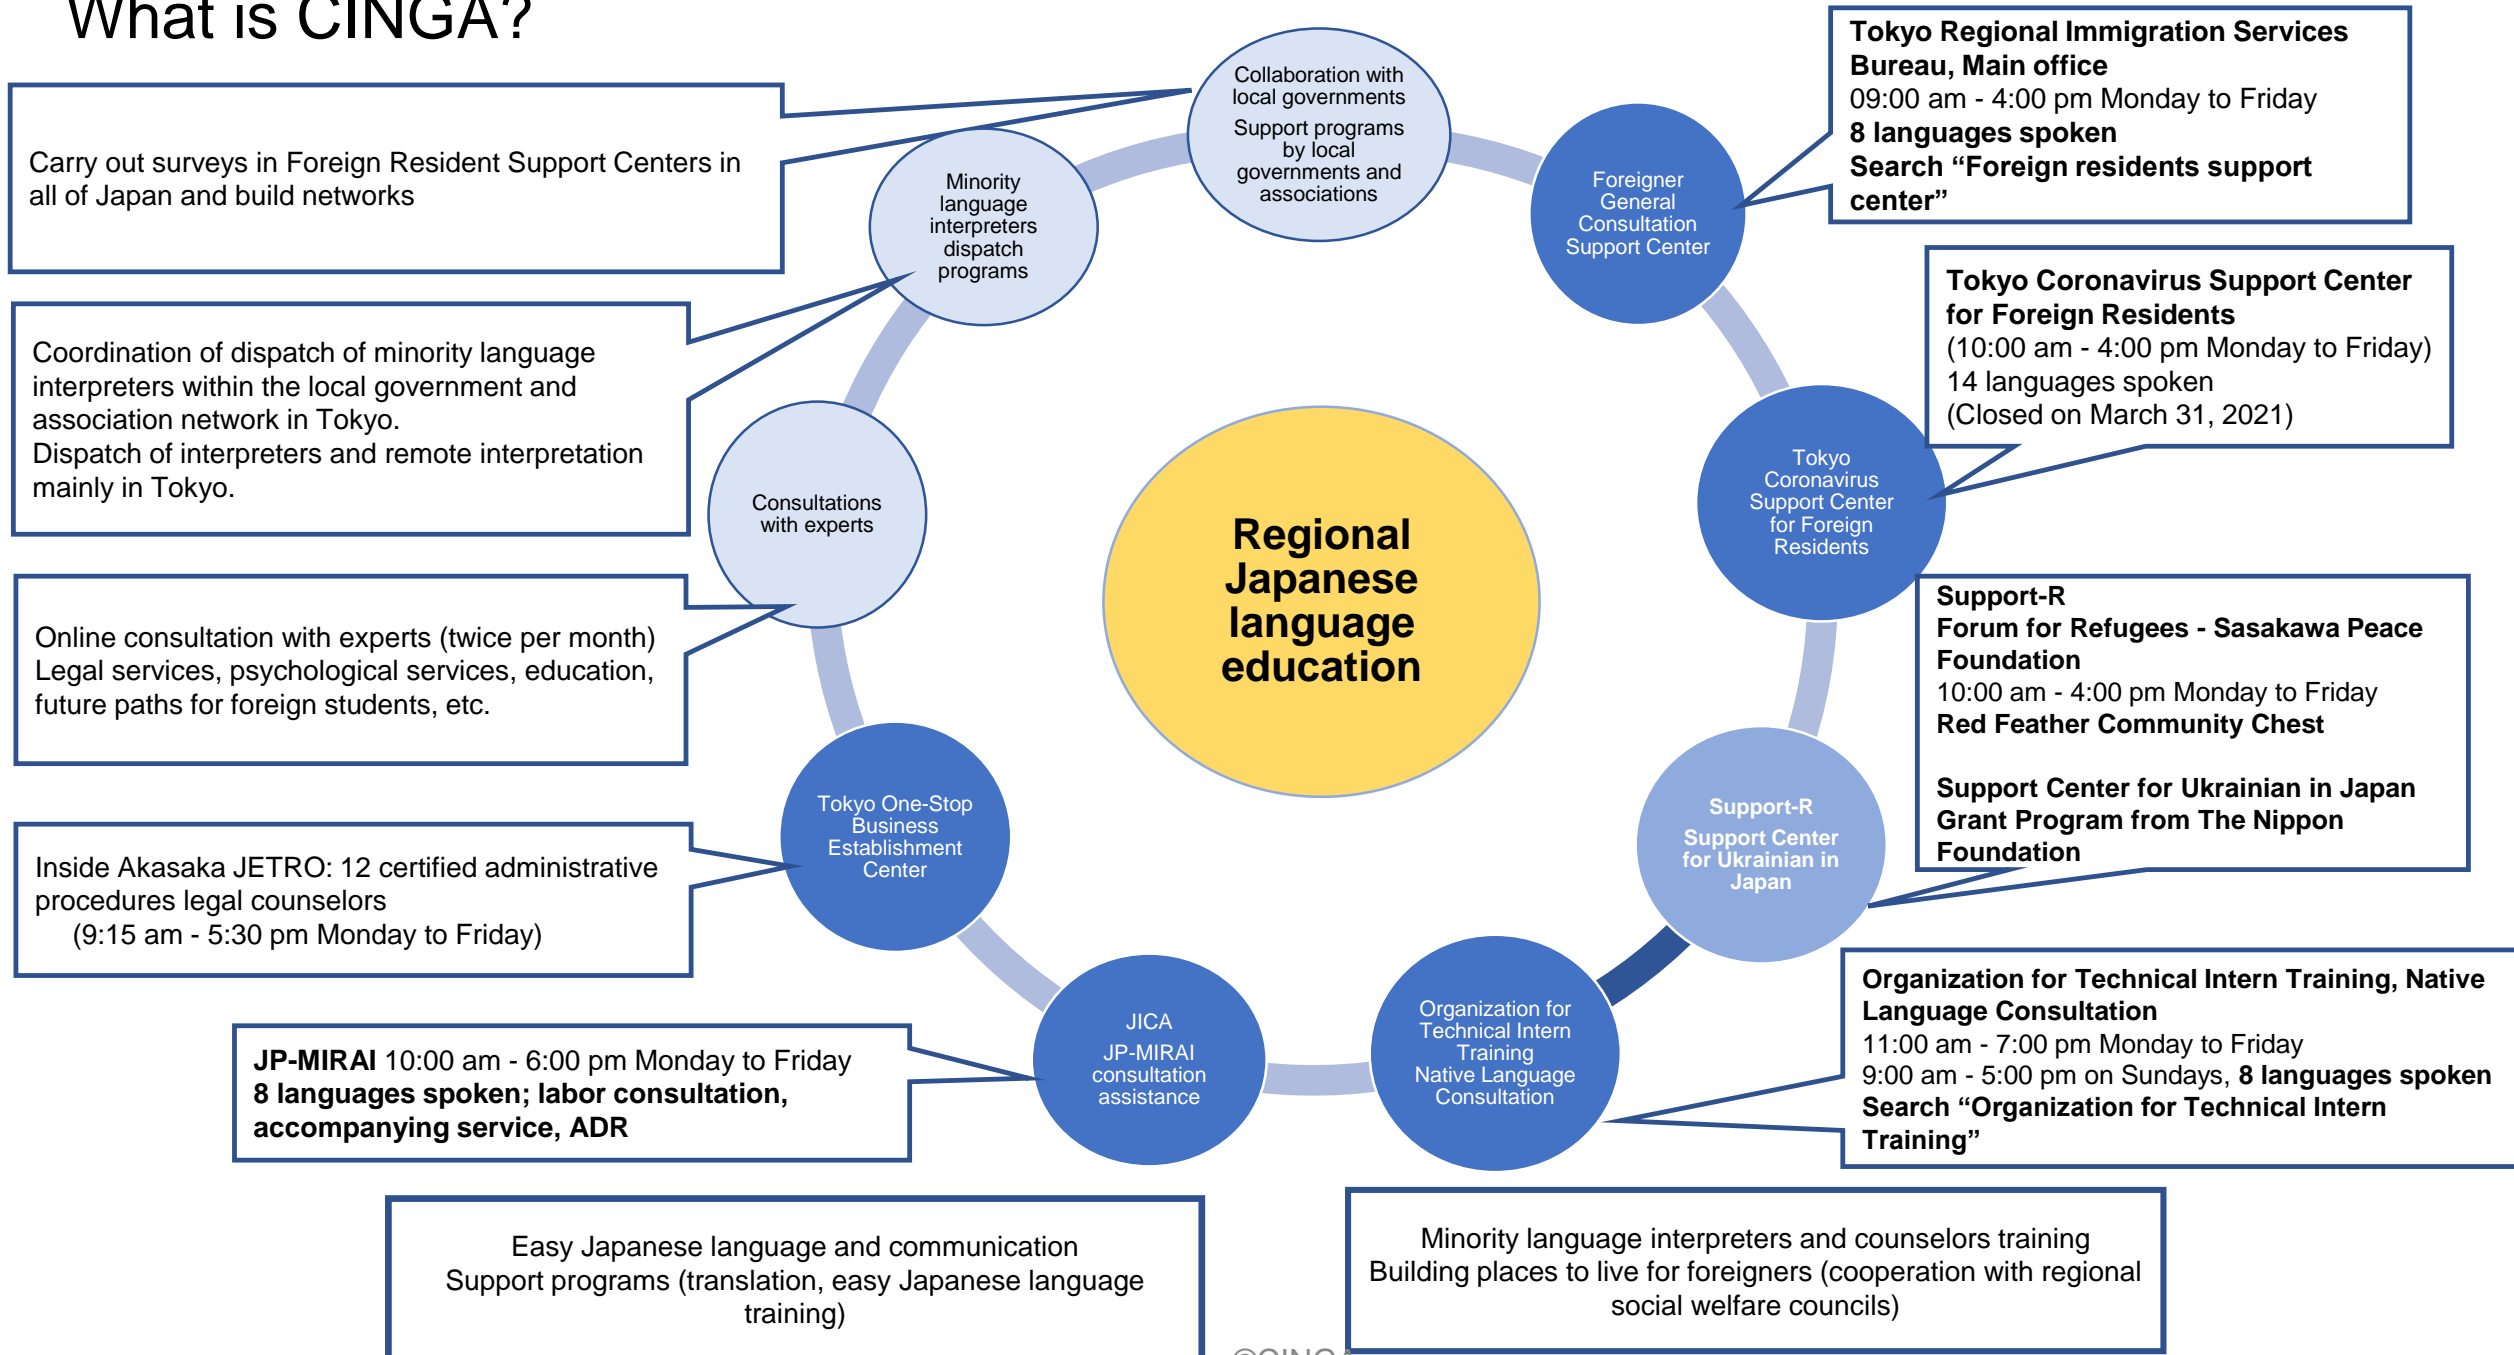 What is CINGA?
Carry out surveys in Foreign Resident Support Centers in
all of Japan and build networks
Coordination of dispatch of minority language
interpreters within the local government and
association network in Tokyo.
Dispatch of interpreters and remote interpretation
mainly in Tokyo.
Online consultation with experts (twice per month)
Legal services, psychological services, education,
future paths for foreign students, etc.
Inside Akasaka JETRO: 12 certified administrative
procedures legal counselors
(9:15 am - 5:30 pm Monday to Friday)
JP-MIRAI 10:00 am - 6:00 pm Monday to Friday
8 languages spoken; labor consultation,
accompanying service, ADR
Collaboration with
local governments
Support programs
by local
governments and
associations
Minority
language
interpreters
dispatch
programs
Consultations
with experts
Tokyo One-Stop
Business
Establishment
Center
JICA
JP-MIRAI
consultation
assistance
Organization for
Technical Intern
Training
Native Language
Consultation
Support-R
Support Center
for Ukrainian in
Japan
Tokyo
Coronavirus
Support Center
for Foreign
Residents
Foreigner
General
Consultation
Support Center
Regional
Japanese
language
education
Tokyo Regional Immigration Services
Bureau, Main office
09:00 am - 4:00 pm Monday to Friday
8 languages spoken
Search “Foreign residents support
center”
Tokyo Coronavirus Support Center
for Foreign Residents
(10:00 am - 4:00 pm Monday to Friday)
14 languages spoken
(Closed on March 31, 2021)
Support-R
Forum for Refugees - Sasakawa Peace
Foundation
10:00 am - 4:00 pm Monday to Friday
Red Feather Community Chest
Support Center for Ukrainian in Japan
Grant Program from The Nippon
Foundation
Organization for Technical Intern Training, Native
Language Consultation
11:00 am - 7:00 pm Monday to Friday
9:00 am - 5:00 pm on Sundays, 8 languages spoken
Search “Organization for Technical Intern
Training”
Easy Japanese language and communication
Support programs (translation, easy Japanese language
training)
Minority language interpreters and counselors training
Building places to live for foreigners (cooperation with regional
social welfare councils)
©CINGA